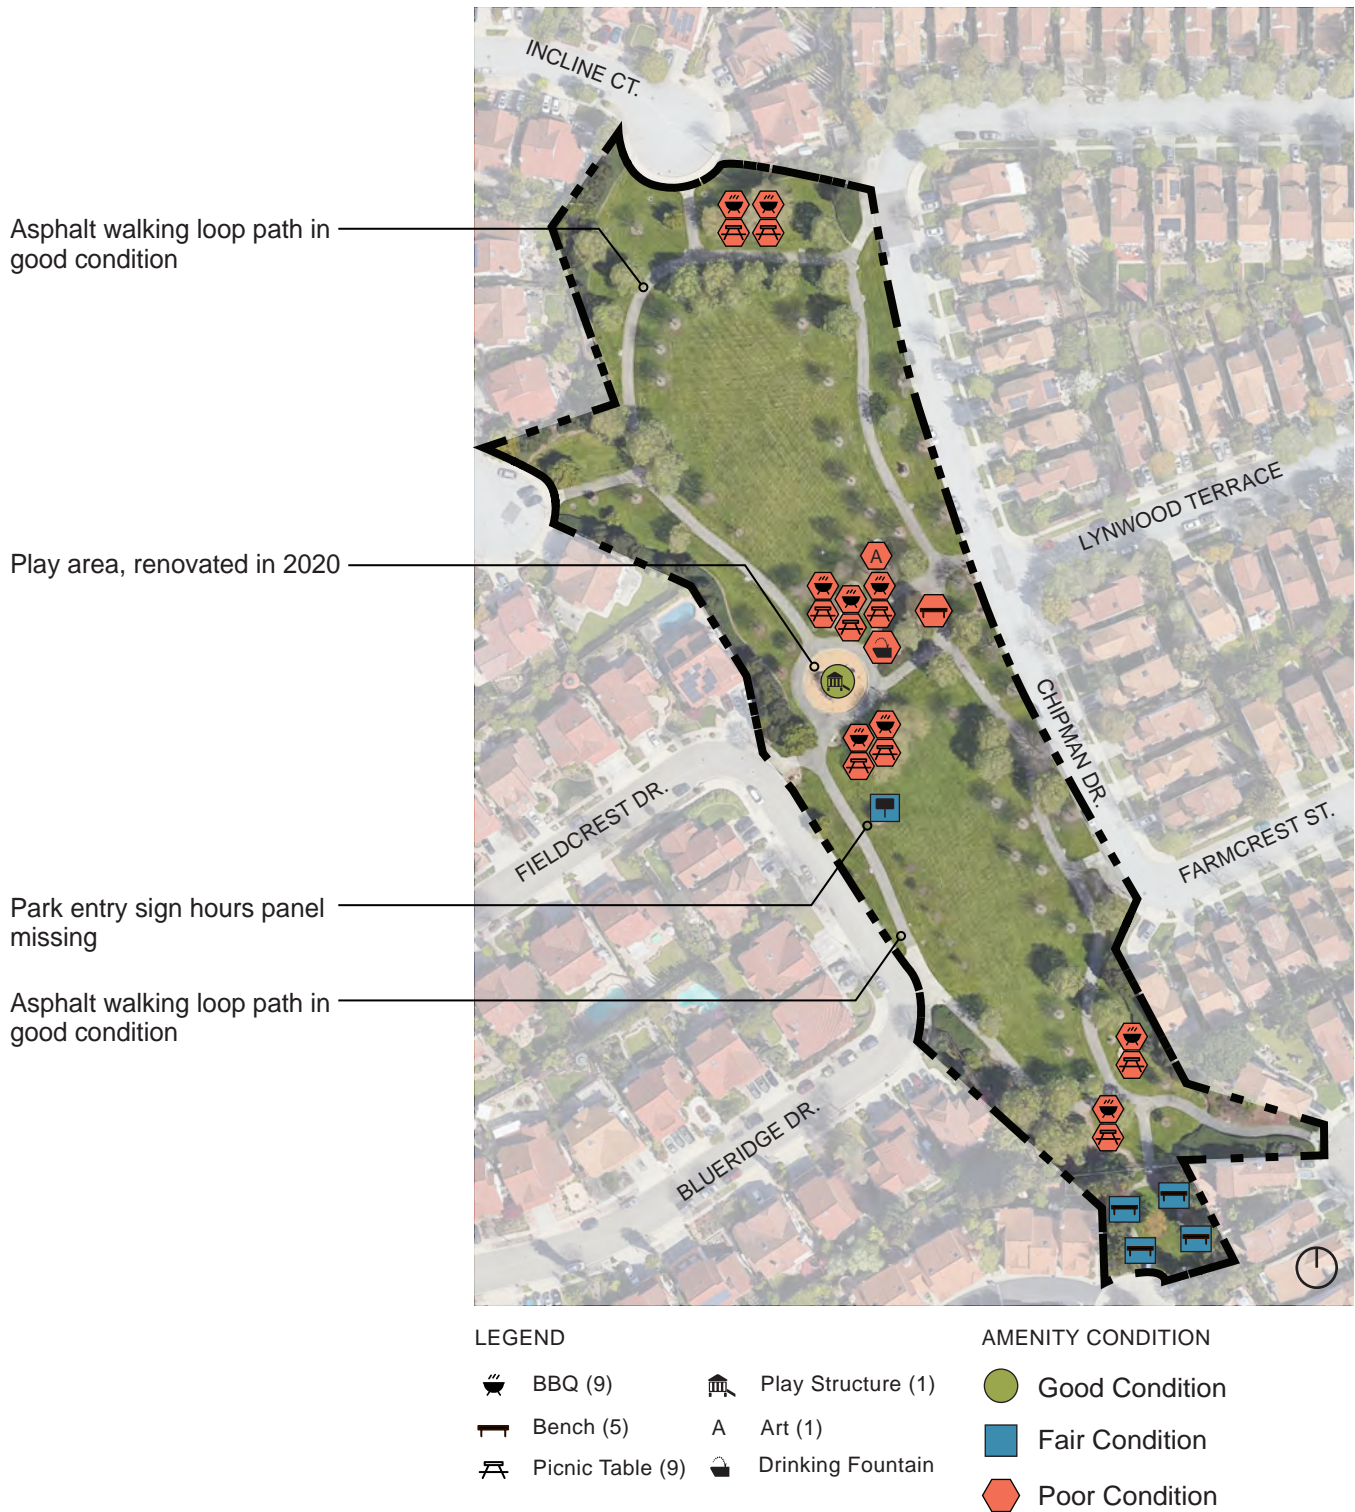 INCLINE CT.
Asphalt walking loop path in
good condition
LYNWOOD TERRACE
A
Play area, renovated in 2020
CHIPMAN DR.
FIELDCREST DR.
FARMCREST ST.
Park entry sign hours panel
missing
Asphalt walking loop path in
good condition
BLUERIDGE DR.
LEGEND
BBQ (9)
Bench (5)
Picnic Table (9)
Play Structure (1)
A Art (1)
Drinking Fountain
AMENITY CONDITION
Good Condition
Fair Condition
Poor Condition